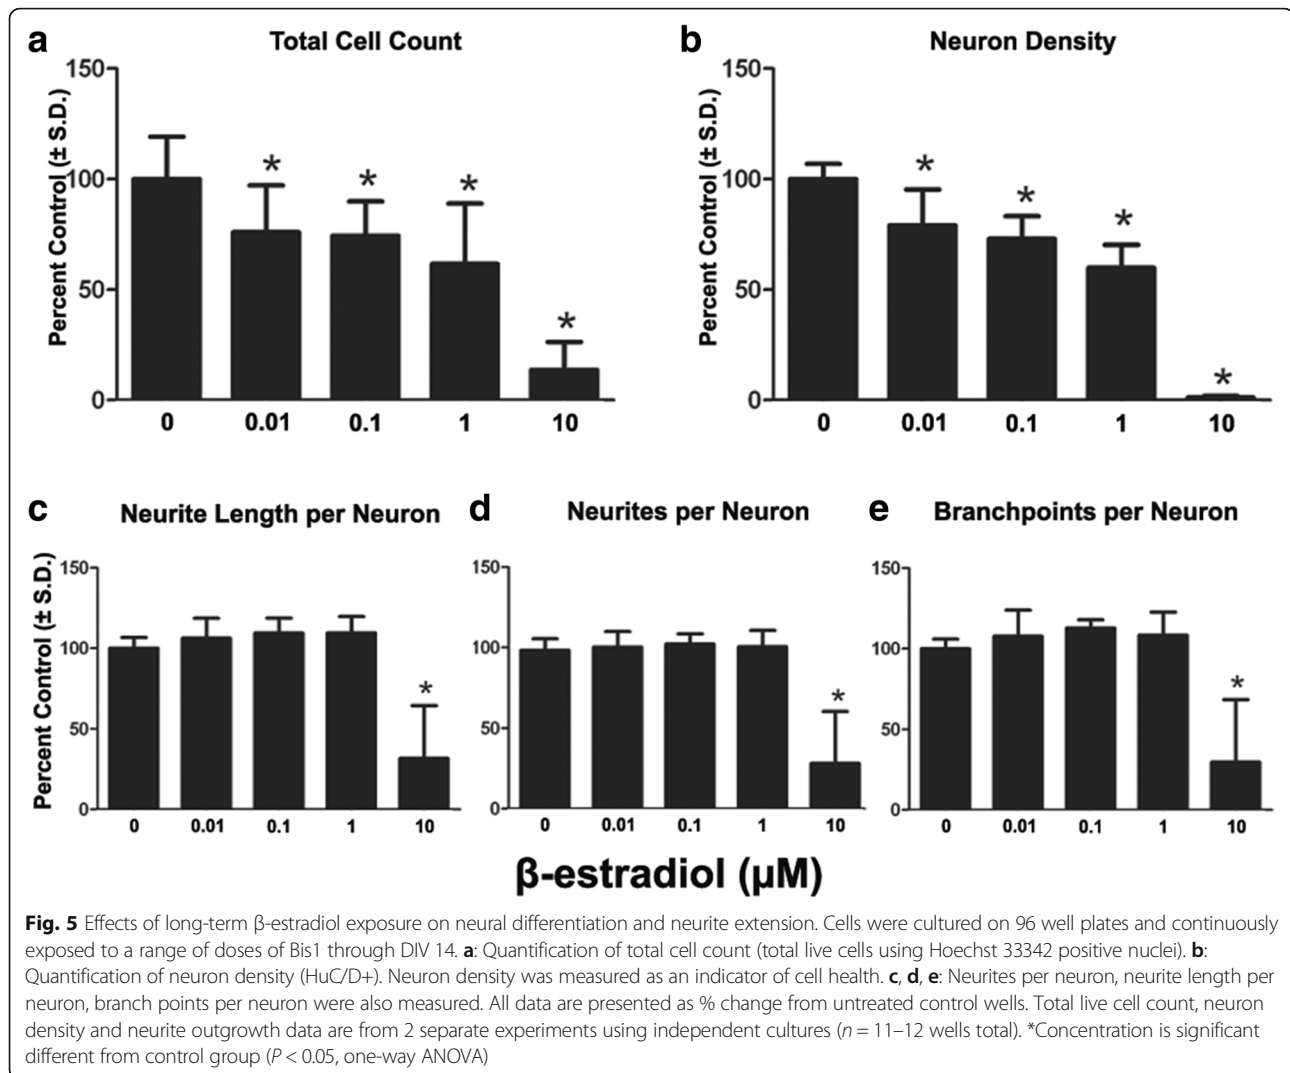 a
Total Cell Count
150
100
50
0
Percent Control (± S.D.)
*
*
*
*
0 0.01 0.1 1 10
b
Neuron Density
150
100
50
0
Percent Control (± S.D.)
*
*
*
*
0 0.01 0.1 1 10
c
Neurite Length per Neuron
150
100
50
0
Percent Control (± S.D.)
*
0 0.01 0.1 1 10
d
Neurites per Neuron
150
100
50
0
*
0 0.01 0.1 1 10
e
Branchpoints per Neuron
150
100
50
0
*
0 0.01 0.1 1 10
β-estradiol (µM)
Fig. 5 Effects of long-term β-estradiol exposure on neural differentiation and neurite extension. Cells were cultured on 96 well plates and continuously
exposed to a range of doses of Bis1 through DIV 14. a: Quantification of total cell count (total live cells using Hoechst 33342 positive nuclei). b:
Quantification of neuron density (HuC/D+). Neuron density was measured as an indicator of cell health. c, d, e: Neurites per neuron, neurite length per
neuron, branch points per neuron were also measured. All data are presented as % change from untreated control wells. Total live cell count, neuron
density and neurite outgrowth data are from 2 separate experiments using independent cultures (n = 11–12 wells total). *Concentration is significant
different from control group (P < 0.05, one-way ANOVA)